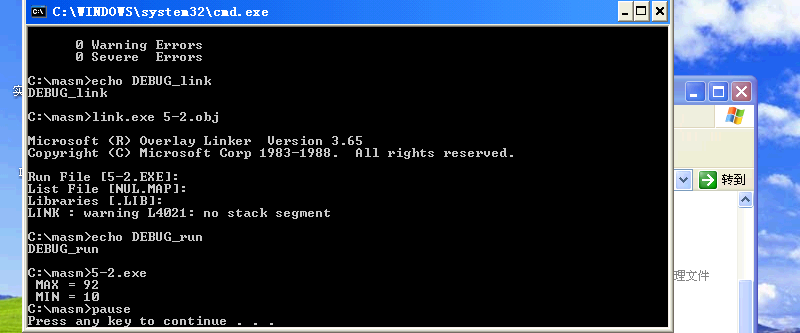 C:\WINDOWS\system32\cmd.exe
0 Warning Errors
0 Severe  Errors
C:\masm>echo DEBUG_link
DEBUG_link
C:\masm>link.exe 5-2.obj
Microsoft (R) Overlay Linker  Version 3.65
Copyright (C) Microsoft Corp 1983-1988.  All rights reserved.
Run File [5-2.EXE]:
List File [NUL.MAP]:
Libraries [.LIB]:
LINK : warning L4021: no stack segment
C:\masm>echo DEBUG_run
DEBUG_run
C:\masm>5-2.exe
MAX = 92
MIN = 10
C:\masm>pause
Press any key to continue . . .
转到
理文件